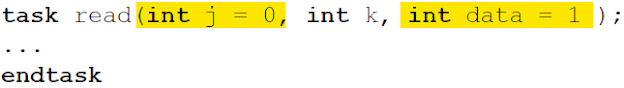 task read(int j = 0, int k, int data = 1 );
...
endtask